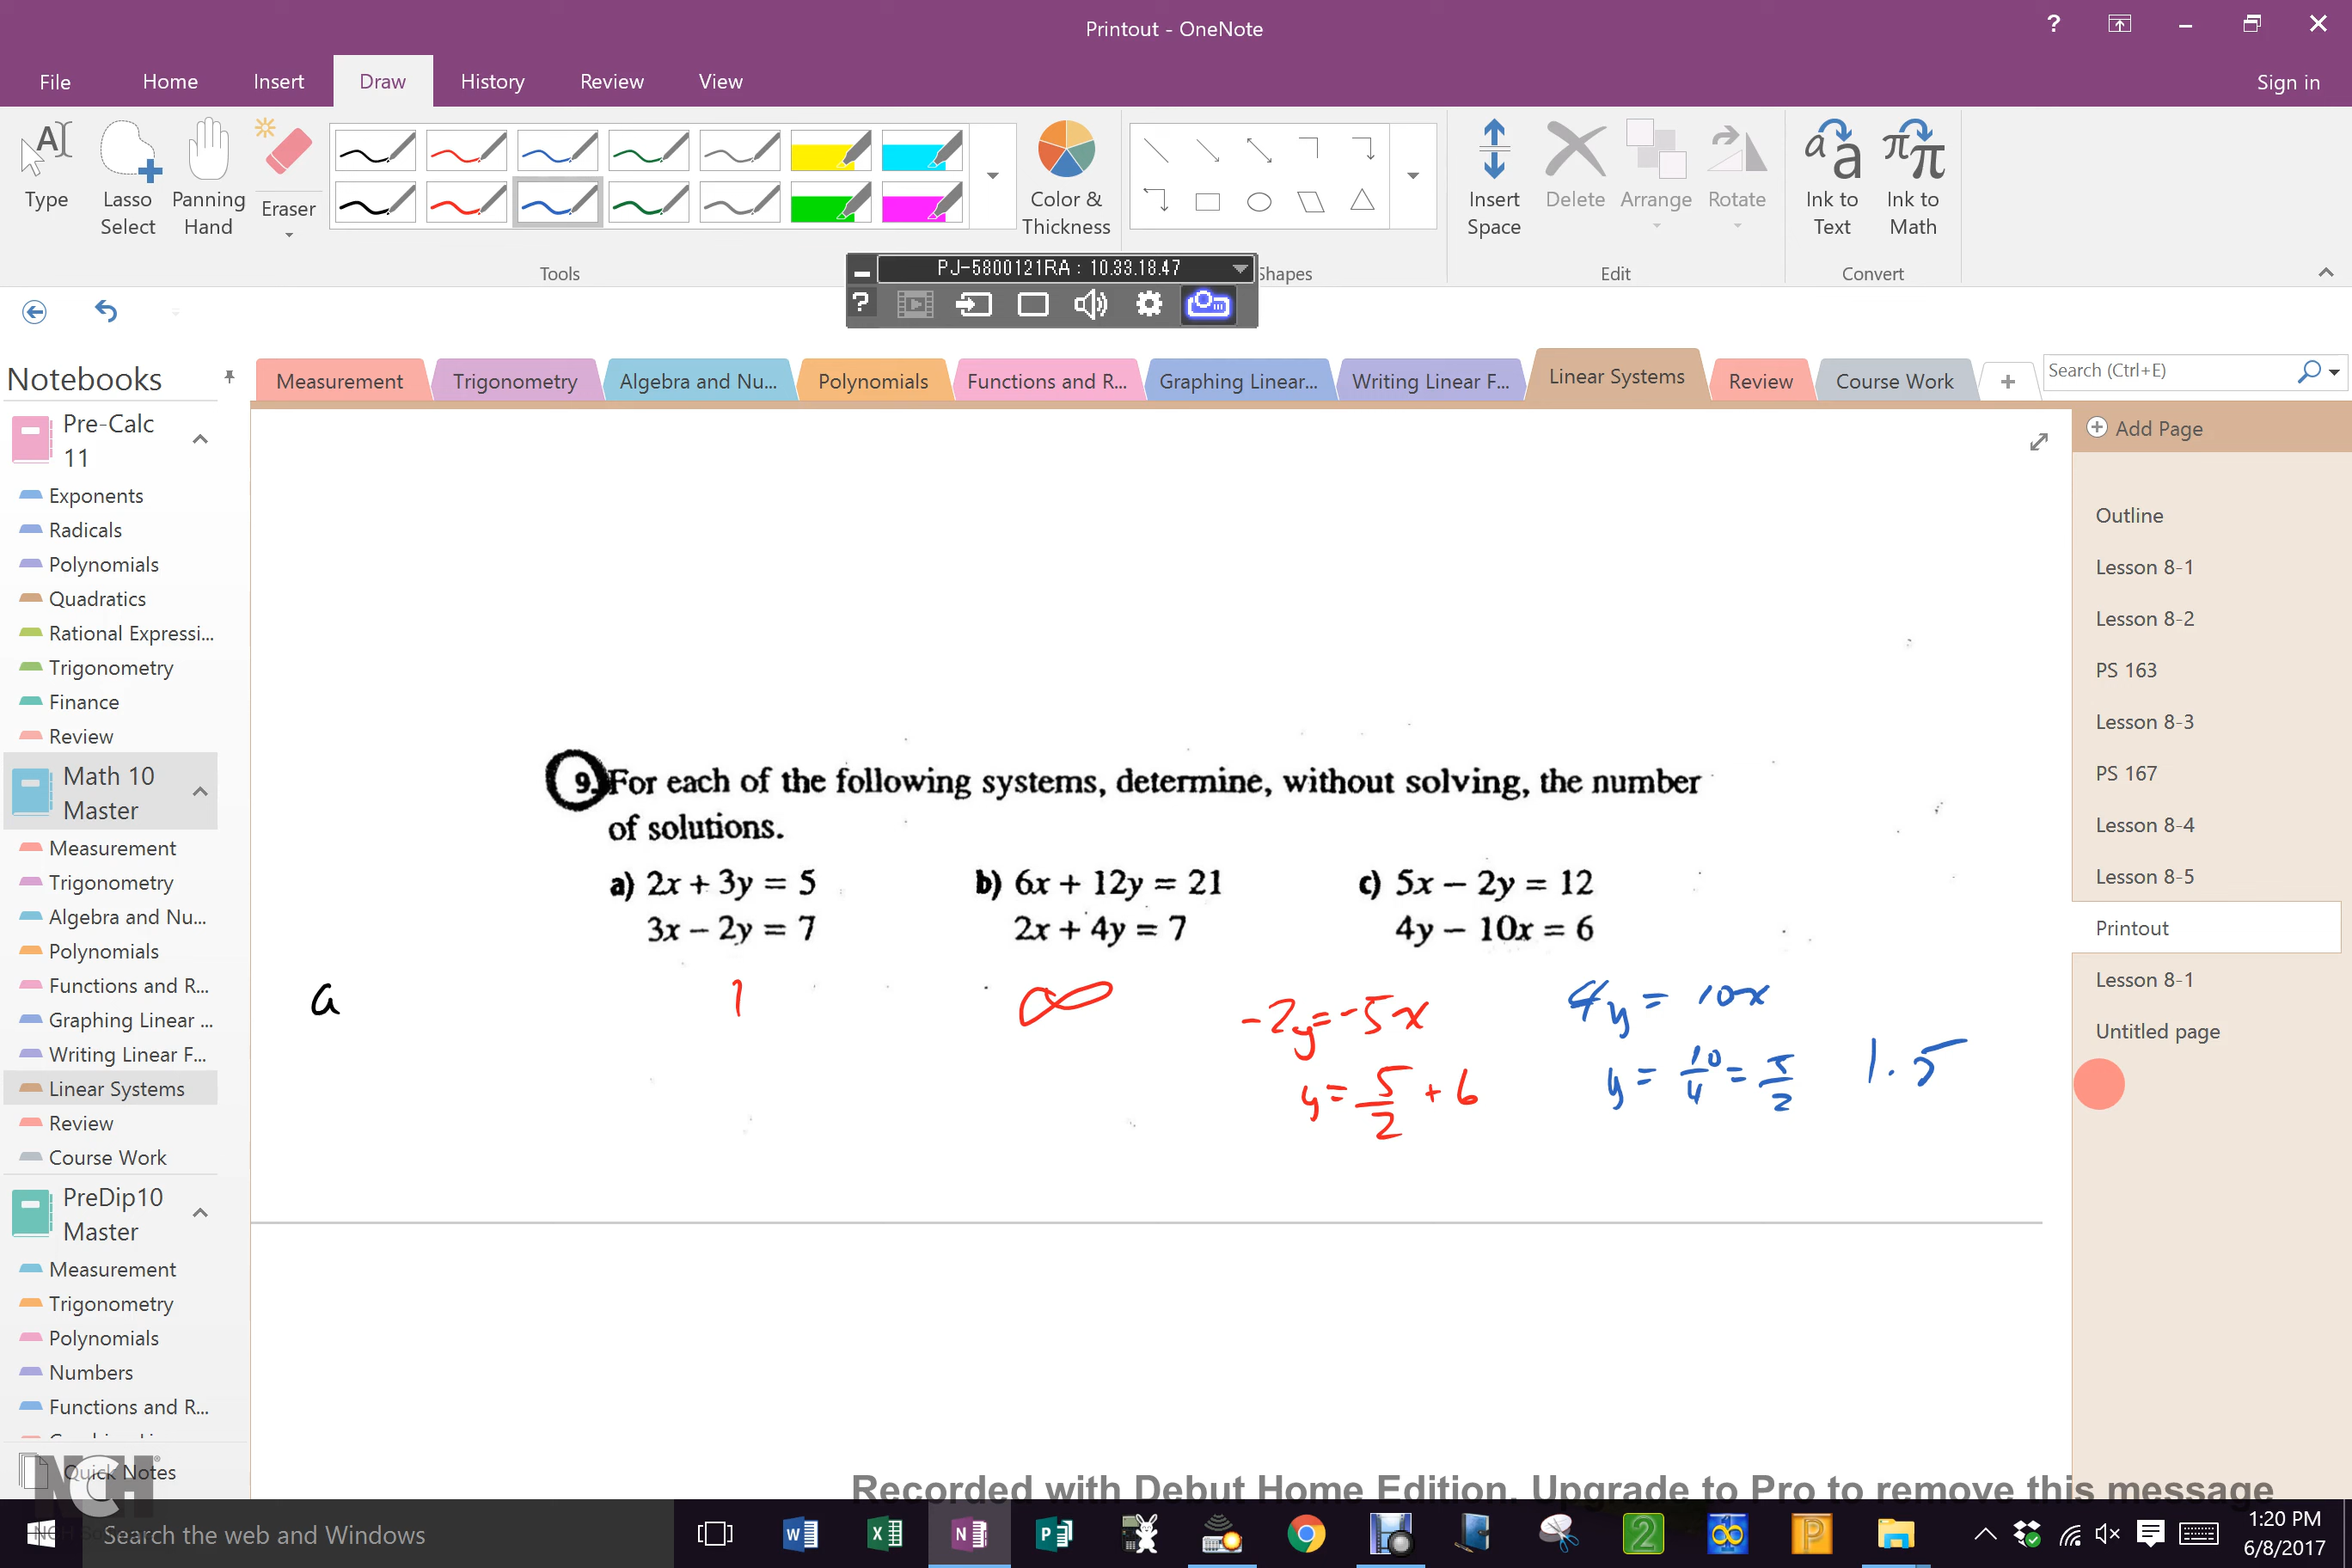 Printout - OneNote
?
File Home Insert Draw History Review View Sign in
Type
Lasso Select
Panning Hand
Eraser
Color & Thickness
Insert Space
Delete
Arrange
Rotate
Ink to Text
Ink to Math
Tools
Shapes
Edit
Convert
PJ-5800121RA : 10.33.18.47
?
Notebooks
Measurement Trigonometry Algebra and Nu... Polynomials Functions and R... Graphing Linear... Writing Linear F... Linear Systems Review Course Work +
Search (Ctrl+E)
Pre-Calc 11
Exponents
Radicals
Polynomials
Quadratics
Rational Expressi...
Trigonometry
Finance
Review
Math 10 Master
Measurement
Trigonometry
Algebra and Nu...
Polynomials
Functions and R...
Graphing Linear ...
Writing Linear F...
Linear Systems
Review
Course Work
PreDip10 Master
Measurement
Trigonometry
Polynomials
Numbers
Functions and R...
Quick Notes
9. For each of the following systems, determine, without solving, the number
of solutions.
a) 2x + 3y = 5 b) 6x + 12y = 21 c) 5x − 2y = 12
3x − 2y = 7 2x + 4y = 7 4y − 10x = 6
a 1 ∞ -2y = -5x 4y = 10x
y = 5/2 + 6 y = 10/4 = 5/2 1.5
Add Page
Outline
Lesson 8-1
Lesson 8-2
PS 163
Lesson 8-3
PS 167
Lesson 8-4
Lesson 8-5
Printout
Lesson 8-1
Untitled page
NCH
Recorded with Debut Home Edition. Upgrade to Pro to remove this message
Search the web and Windows
1:20 PM
6/8/2017